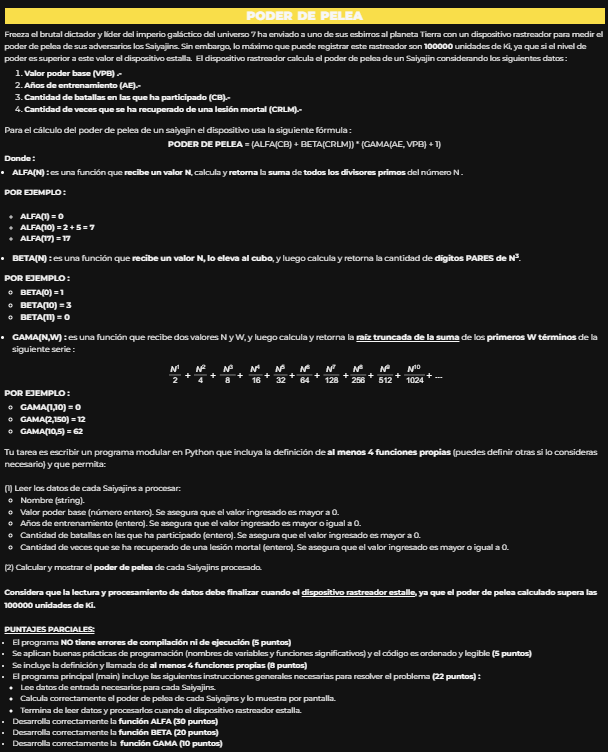 PODER DE PELEA
Freeza el brutal dictador y líder del imperio galáctico del universo 7 ha enviado a uno de sus esbirros al planeta Tierra con un dispositivo rastreador para medir el
poder de pelea de sus adversarios los Saiyajins. Sin embargo, lo máximo que puede registrar este rastreador son 100000 unidades de Ki, ya que si el nivel de
poder es superior a este valor el dispositivo estalla. El dispositivo rastreador calcula el poder de pelea de un Saiyajin considerando los siguientes datos :
1. Valor poder base (VPB) .-
2. Años de entrenamiento (AE).-
3. Cantidad de batallas en las que ha participado (CB).-
4. Cantidad de veces que se ha recuperado de una lesión mortal (CRLM).-
Para el cálculo del poder de pelea de un saiyajin el dispositivo usa la siguiente fórmula :
PODER DE PELEA = (ALFA(CB) + BETA(CRLM)) * (GAMA(AE, VPB) + 1)
Donde :
• ALFA(N) : es una función que recibe un valor N, calcula y retorna la suma de todos los divisores primos del número N .
POR EJEMPLO :
ALFA(1) = 0
ALFA(10) = 2 + 5 = 7
ALFA(17) = 17
• BETA(N) : es una función que recibe un valor N, lo eleva al cubo, y luego calcula y retorna la cantidad de dígitos PARES de N³.
POR EJEMPLO :
BETA(0) = 1
BETA(10) = 3
BETA(11) = 0
• GAMA(N,W) : es una función que recibe dos valores N y W, y luego calcula y retorna la raíz truncada de la suma de los primeros W términos de la
siguiente serie :
N¹/2 + N²/4 + N³/8 + N⁴/16 + N⁵/32 + N⁶/64 + N⁷/128 + N⁸/256 + N⁹/512 + N¹⁰/1024 + ...
POR EJEMPLO :
GAMA(1,10) = 0
GAMA(2,150) = 12
GAMA(10,5) = 62
Tu tarea es escribir un programa modular en Python que incluya la definición de al menos 4 funciones propias (puedes definir otras si lo consideras
necesario) y que permita:
(1) Leer los datos de cada Saiyajins a procesar:
Nombre (string).
Valor poder base (número entero). Se asegura que el valor ingresado es mayor a 0.
Años de entrenamiento (entero). Se asegura que el valor ingresado es mayor o igual a 0.
Cantidad de batallas en las que ha participado (entero). Se asegura que el valor ingresado es mayor a 0.
Cantidad de veces que se ha recuperado de una lesión mortal (entero). Se asegura que el valor ingresado es mayor o igual a 0.
(2) Calcular y mostrar el poder de pelea de cada Saiyajins procesado.
Considera que la lectura y procesamiento de datos debe finalizar cuando el dispositivo rastreador estalle, ya que el poder de pelea calculado supera las
100000 unidades de Ki.
PUNTAJES PARCIALES:
• El programa NO tiene errores de compilación ni de ejecución (5 puntos)
• Se aplican buenas prácticas de programación (nombres de variables y funciones significativos) y el código es ordenado y legible (5 puntos)
• Se incluye la definición y llamada de al menos 4 funciones propias (8 puntos)
• El programa principal (main) incluye las siguientes instrucciones generales necesarias para resolver el problema (22 puntos) :
Lee datos de entrada necesarios para cada Saiyajins.
Calcula correctamente el poder de pelea de cada Saiyajins y lo muestra por pantalla.
Termina de leer datos y procesarlos cuando el dispositivo rastreador estalla.
• Desarrolla correctamente la función ALFA (30 puntos)
• Desarrolla correctamente la función BETA (20 puntos)
• Desarrolla correctamente la función GAMA (10 puntos)